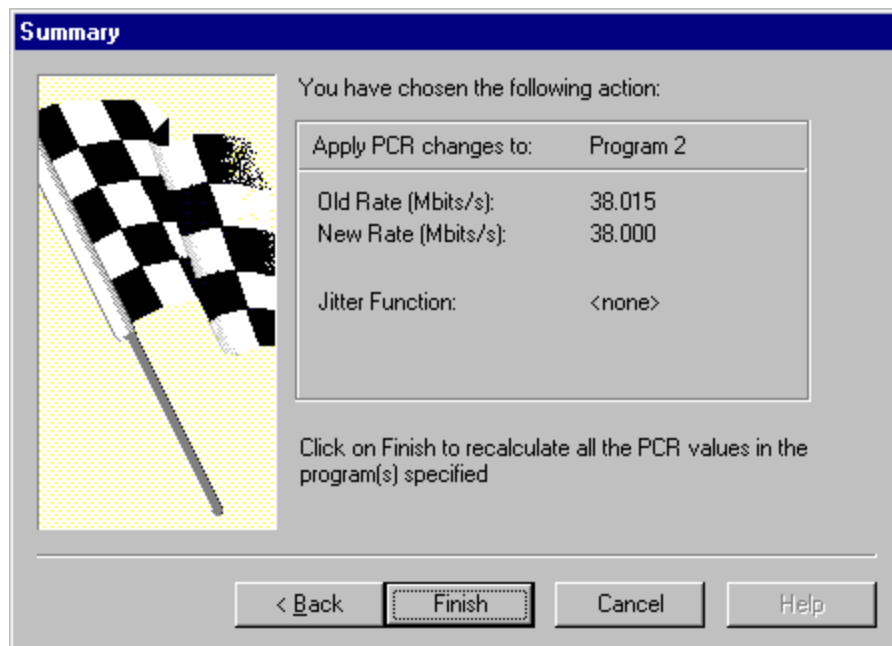 Summary
You have chosen the following action:
Apply PCR changes to: Program 2
Old Rate (Mbits/s): 38.015
New Rate (Mbits/s): 38.000
Jitter Function: <none>
Click on Finish to recalculate all the PCR values in the
program(s) specified
< Back Finish Cancel Help